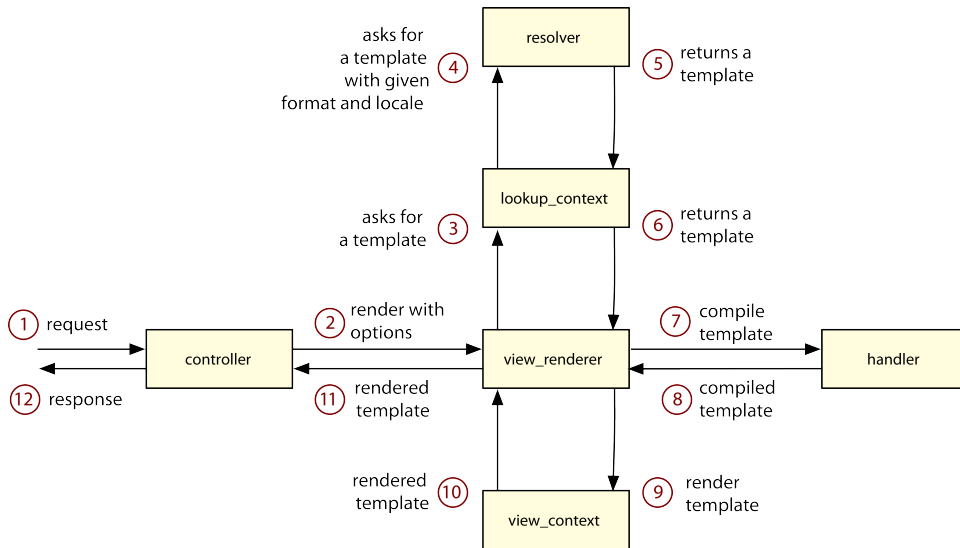 asks for
a template
with given
format and locale
4
resolver
5
returns a
template
asks for
a template
3
lookup_context
6
returns a
template
1
request
2
render with
options
7
compile
template
controller
view_renderer
handler
12
response
11
rendered
template
8
compiled
template
rendered
template
10
view_context
9
render
template